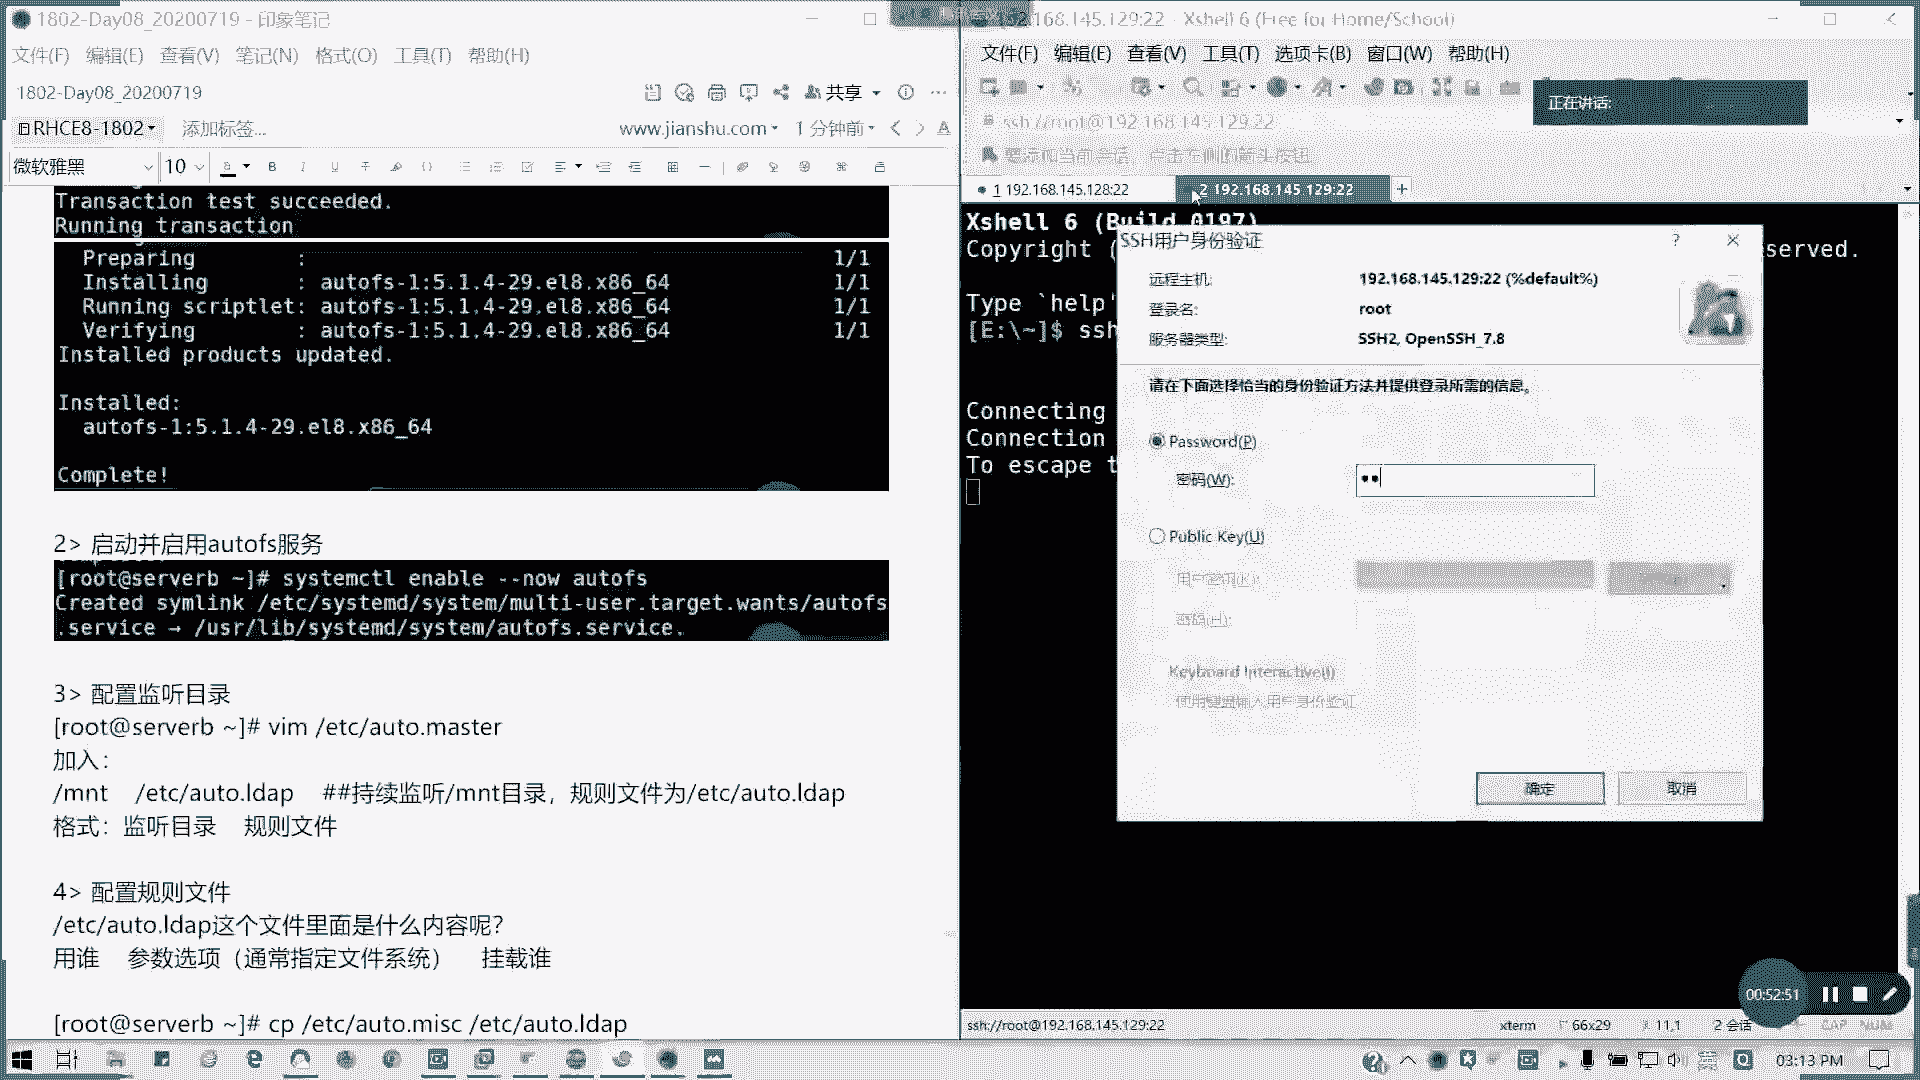 1802-Day08_20200719 - 印象笔记
文件(F) 编辑(E) 查看(V) 笔记(N) 格式(O) 工具(T) 帮助(H)
1802-Day08_20200719
共享
RHCE8-1802 添加标签...
www.jianshu.com 1 分钟前
微软雅黑 10
Transaction test succeeded.
Running transaction
Preparing : 1/1
Installing : autofs-1:5.1.4-29.el8.x86_64 1/1
Running scriptlet: autofs-1:5.1.4-29.el8.x86_64 1/1
Verifying : autofs-1:5.1.4-29.el8.x86_64 1/1
Installed products updated.
Installed:
autofs-1:5.1.4-29.el8.x86_64
Complete!
2> 启动并启用autofs服务
[root@serverb ~]# systemctl enable --now autofs
Created symlink /etc/systemd/system/multi-user.target.wants/autofs
.service → /usr/lib/systemd/system/autofs.service.
3> 配置监听目录
[root@serverb ~]# vim /etc/auto.master
加入：
/mnt /etc/auto.ldap ##持续监听/mnt目录，规则文件为/etc/auto.ldap
格式：监听目录 规则文件
4> 配置规则文件
/etc/auto.ldap这个文件里面是什么内容呢？
用谁 参数选项（通常指定文件系统） 挂载谁
[root@serverb ~]# cp /etc/auto.misc /etc/auto.ldap
192.168.145.129:22 - Xshell 6 (Free for Home/School)
文件(F) 编辑(E) 查看(V) 工具(T) 选项卡(B) 窗口(W) 帮助(H)
正在讲话:
ssh://root@192.168.145.129:22
要添加当前会话，点击左侧的箭头按钮。
1 192.168.145.128:22 2 192.168.145.129:22
Xshell 6 (Build 0197)
Copyright ( served.
Type `help'
[E:\~]$ ssh
Connecting
Connection
To escape t
SSH用户身份验证
远程主机: 192.168.145.129:22 (%default%)
登录名: root
服务器类型: SSH2, OpenSSH_7.8
请在下面选择恰当的身份验证方法并提供登录所需的信息。
Password(P)
密码(W):
Public Key(U)
用户密钥(K):
密码(H):
Keyboard Interactive(I)
使用键盘输入用户身份验证
确定 取消
00:52:51
ssh://root@192.168.145.129:22 xterm 66x29 11,1 2 会话 CAP NUM
英
03:13 PM